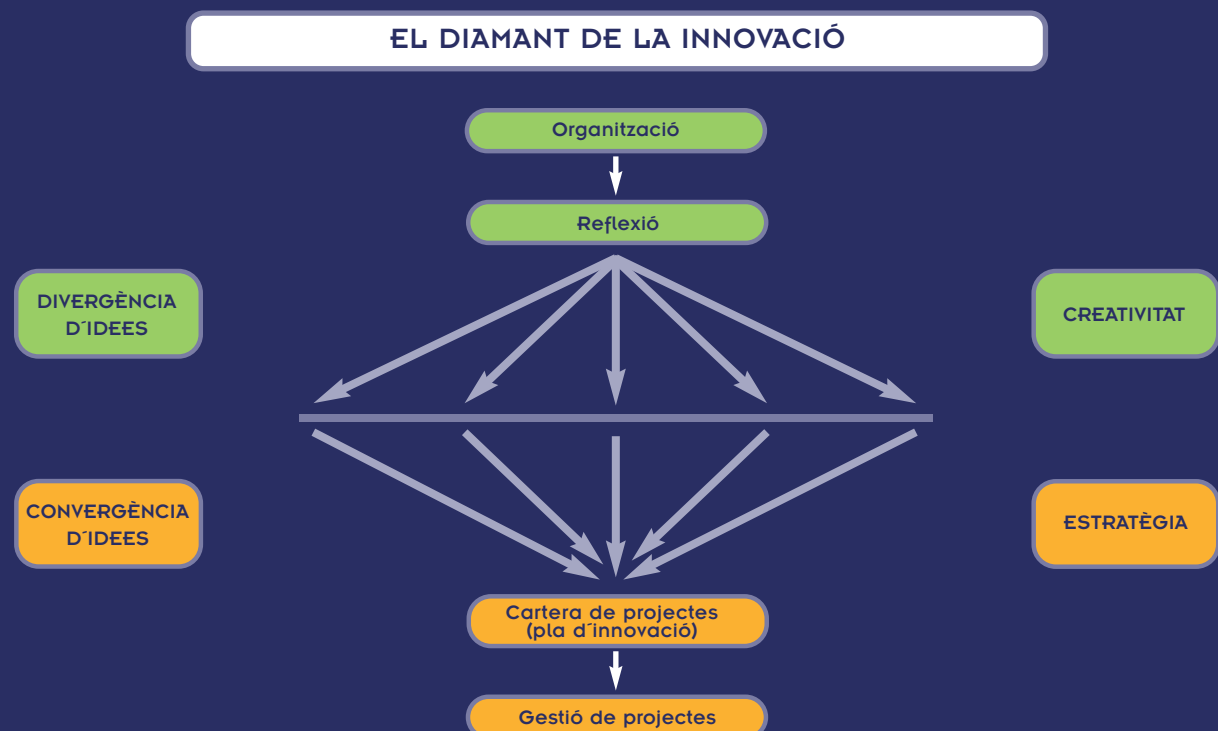 EL DIAMANT DE LA INNOVACIÓ
Organització
Reflexió
DIVERGÈNCIA
D´IDEES
CREATIVITAT
CONVERGÈNCIA
D´IDEES
ESTRATÈGIA
Cartera de projectes
(pla d´innovació)
Gestió de projectes